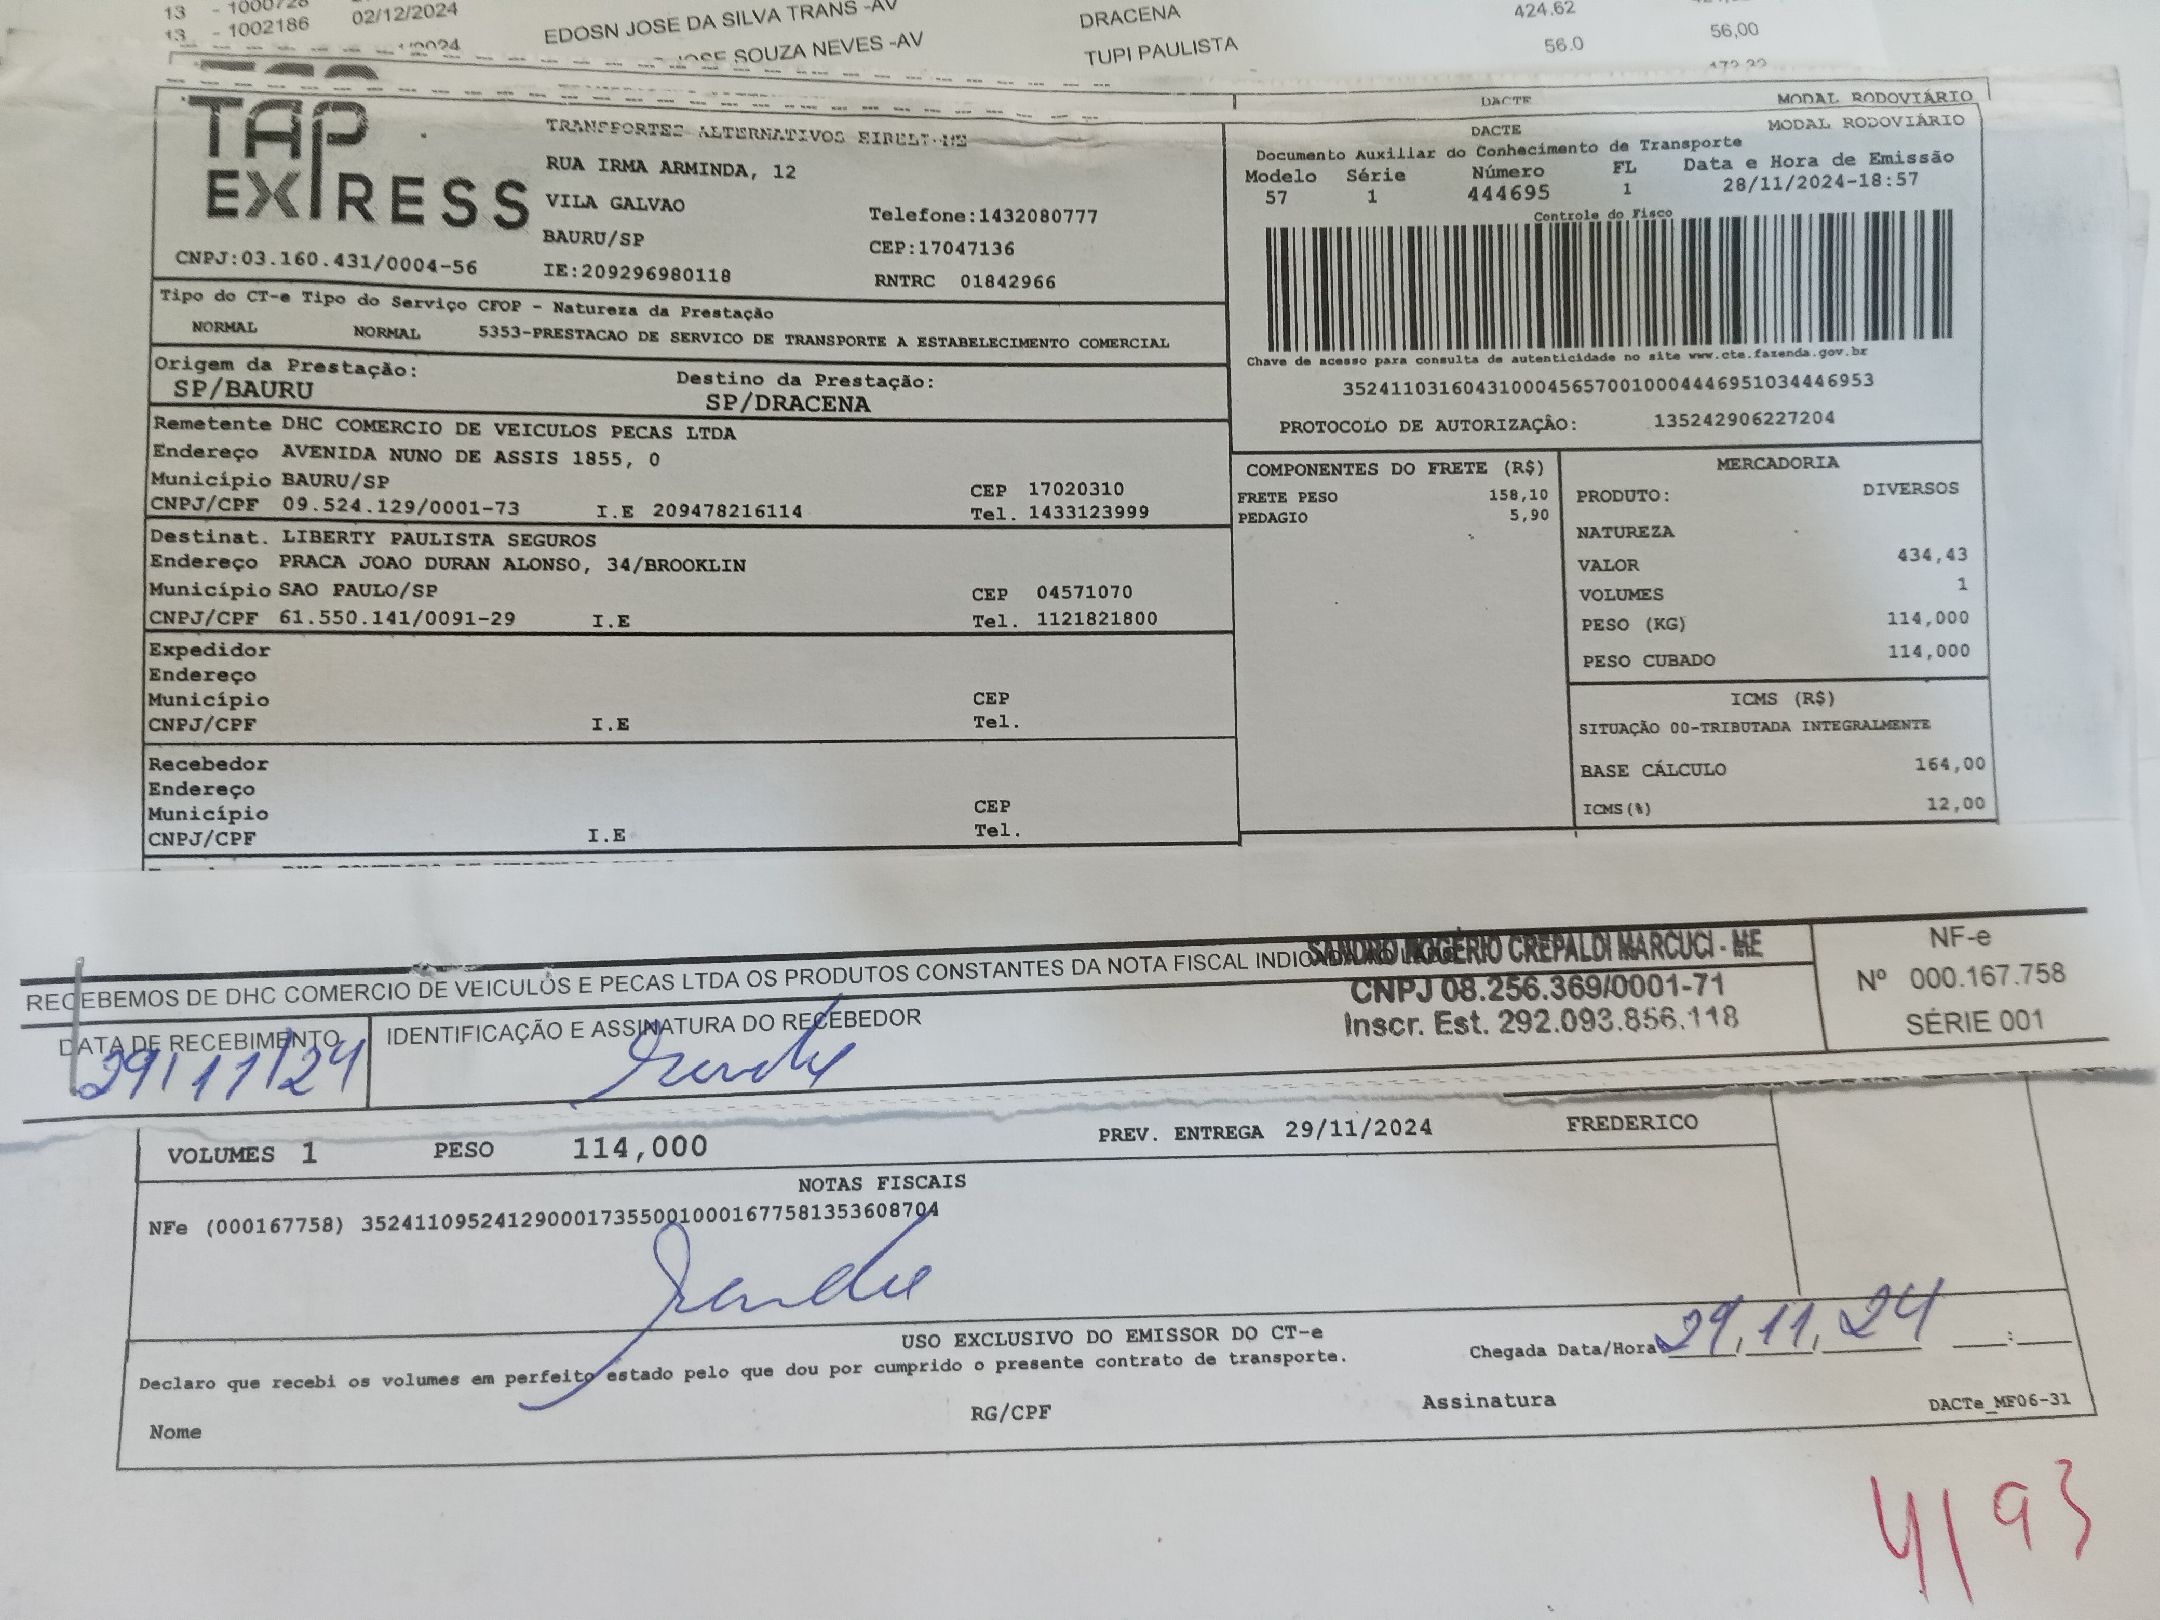 13 - 1000728
13 - 1002186 02/12/2024 EDOSN JOSE DA SILVA TRANS -AV DRACENA 424.62
JOSE SOUZA NEVES -AV TUPI PAULISTA 56.0 56,00
DACTE MODAL RODOVIÁRIO
TAP EXPRESS
CNPJ:03.160.431/0004-56
TRANSPORTES ALTERNATIVOS EIRELI-ME
RUA IRMA ARMINDA, 12
VILA GALVAO Telefone:1432080777
BAURU/SP CEP:17047136
IE:209296980118 RNTRC 01842966
DACTE MODAL RODOVIÁRIO
Documento Auxiliar do Conhecimento de Transporte
Modelo Série Número FL Data e Hora de Emissão
57 1 444695 1 28/11/2024-18:57
Controle do Fisco
Chave de acesso para consulta de autenticidade no site www.cte.fazenda.gov.br
35241103160431000456570010004446951034446953
PROTOCOLO DE AUTORIZAÇÃO: 135242906227204
Tipo do CT-e Tipo do Serviço CFOP - Natureza da Prestação
NORMAL NORMAL 5353-PRESTACAO DE SERVICO DE TRANSPORTE A ESTABELECIMENTO COMERCIAL
Origem da Prestação: Destino da Prestação:
SP/BAURU SP/DRACENA
Remetente DHC COMERCIO DE VEICULOS PECAS LTDA
Endereço AVENIDA NUNO DE ASSIS 1855, 0
Município BAURU/SP CEP 17020310
CNPJ/CPF 09.524.129/0001-73 I.E 209478216114 Tel. 1433123999
Destinat. LIBERTY PAULISTA SEGUROS
Endereço PRACA JOAO DURAN ALONSO, 34/BROOKLIN
Município SAO PAULO/SP CEP 04571070
CNPJ/CPF 61.550.141/0091-29 I.E Tel. 1121821800
Expedidor
Endereço
Município CEP
CNPJ/CPF I.E Tel.
Recebedor
Endereço
Município CEP
CNPJ/CPF I.E Tel.
COMPONENTES DO FRETE (R$)
FRETE PESO 158,10
PEDAGIO 5,90
MERCADORIA
PRODUTO: DIVERSOS
NATUREZA
VALOR 434,43
VOLUMES 1
PESO (KG) 114,000
PESO CUBADO 114,000
ICMS (R$)
SITUAÇÃO 00-TRIBUTADA INTEGRALMENTE
BASE CÁLCULO 164,00
ICMS(%) 12,00
RECEBEMOS DE DHC COMERCIO DE VEICULOS E PECAS LTDA OS PRODUTOS CONSTANTES DA NOTA FISCAL
SANDRO ROGÉRIO CREPALDI MARCUCI - ME
CNPJ 08.256.369/0001-71
Inscr. Est. 292.093.856.118
NF-e
Nº 000.167.758
SÉRIE 001
DATA DE RECEBIMENTO IDENTIFICAÇÃO E ASSINATURA DO RECEBEDOR
29/11/24
VOLUMES 1 PESO 114,000 PREV. ENTREGA 29/11/2024 FREDERICO
NOTAS FISCAIS
NFe (000167758) 35241109524129000173550010001677581353608704
USO EXCLUSIVO DO EMISSOR DO CT-e
Chegada Data/Hora 29,11,24 :
Declaro que recebi os volumes em perfeito estado pelo que dou por cumprido o presente contrato de transporte.
Nome RG/CPF Assinatura
DACTe_MF06-31
4193